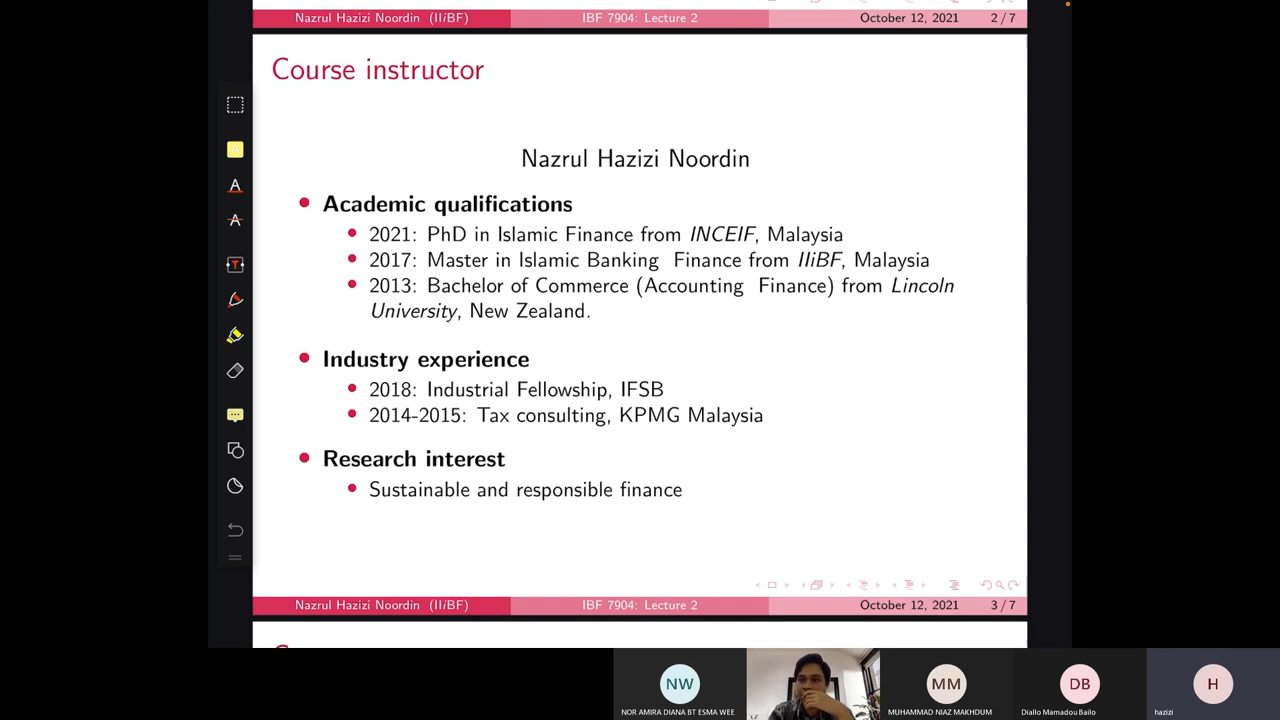 Nazrul Hazizi Noordin (IIiBF) IBF 7904: Lecture 2 October 12, 2021 2 / 7
Course instructor
Nazrul Hazizi Noordin
Academic qualifications
2021: PhD in Islamic Finance from INCEIF, Malaysia
2017: Master in Islamic Banking Finance from IIiBF, Malaysia
2013: Bachelor of Commerce (Accounting Finance) from Lincoln
University, New Zealand.
Industry experience
2018: Industrial Fellowship, IFSB
2014-2015: Tax consulting, KPMG Malaysia
Research interest
Sustainable and responsible finance
Nazrul Hazizi Noordin (IIiBF) IBF 7904: Lecture 2 October 12, 2021 3 / 7
A
A
A
T
NW MM DB H
NOR AMIRA DIANA BT ESMA WEE MUHAMMAD NIAZ MAKHDUM Diallo Mamadou Bailo hazizi